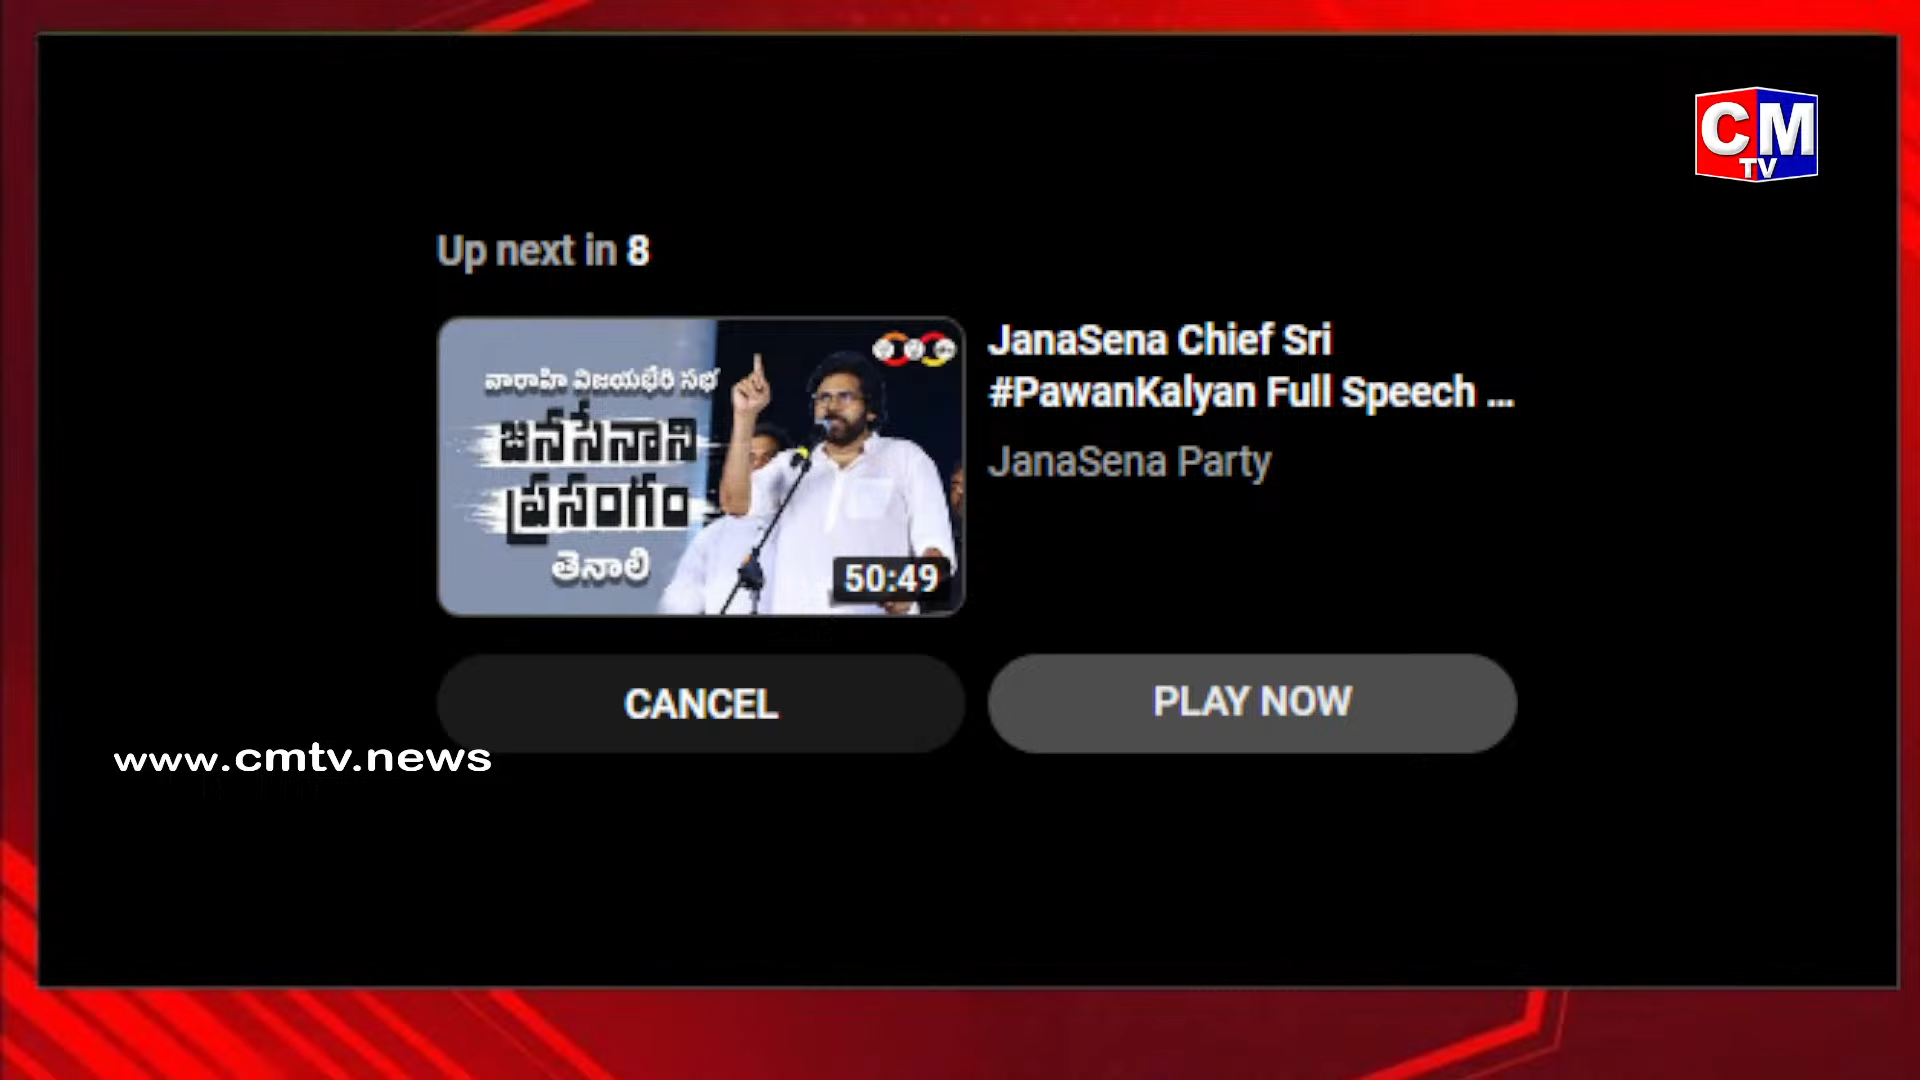 CM
TV
Up next in 8
వారాహి విజయభేరి సభ
జనసేనాని
ప్రసంగం
తెనాలి
50:49
JanaSena Chief Sri
#PawanKalyan Full Speech ...
JanaSena Party
CANCEL
PLAY NOW
www.cmtv.news